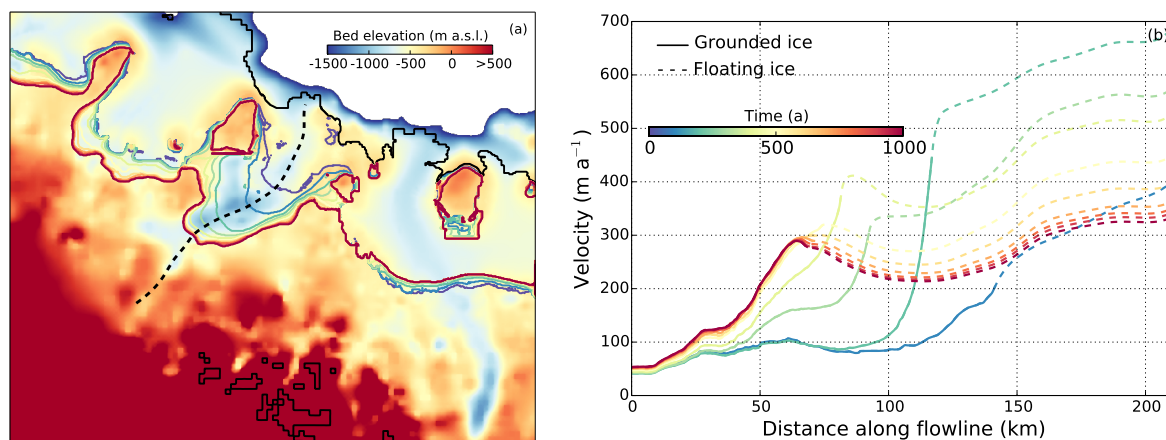 Bed elevation (m a.s.l.)
(a)
-1500 -1000 -500 0 >500
700
600
500
400
300
200
100
0
Velocity (m a⁻¹)
(b)
Grounded ice
Floating ice
Time (a)
0 500 1000
0 50 100 150 200
Distance along flowline (km)